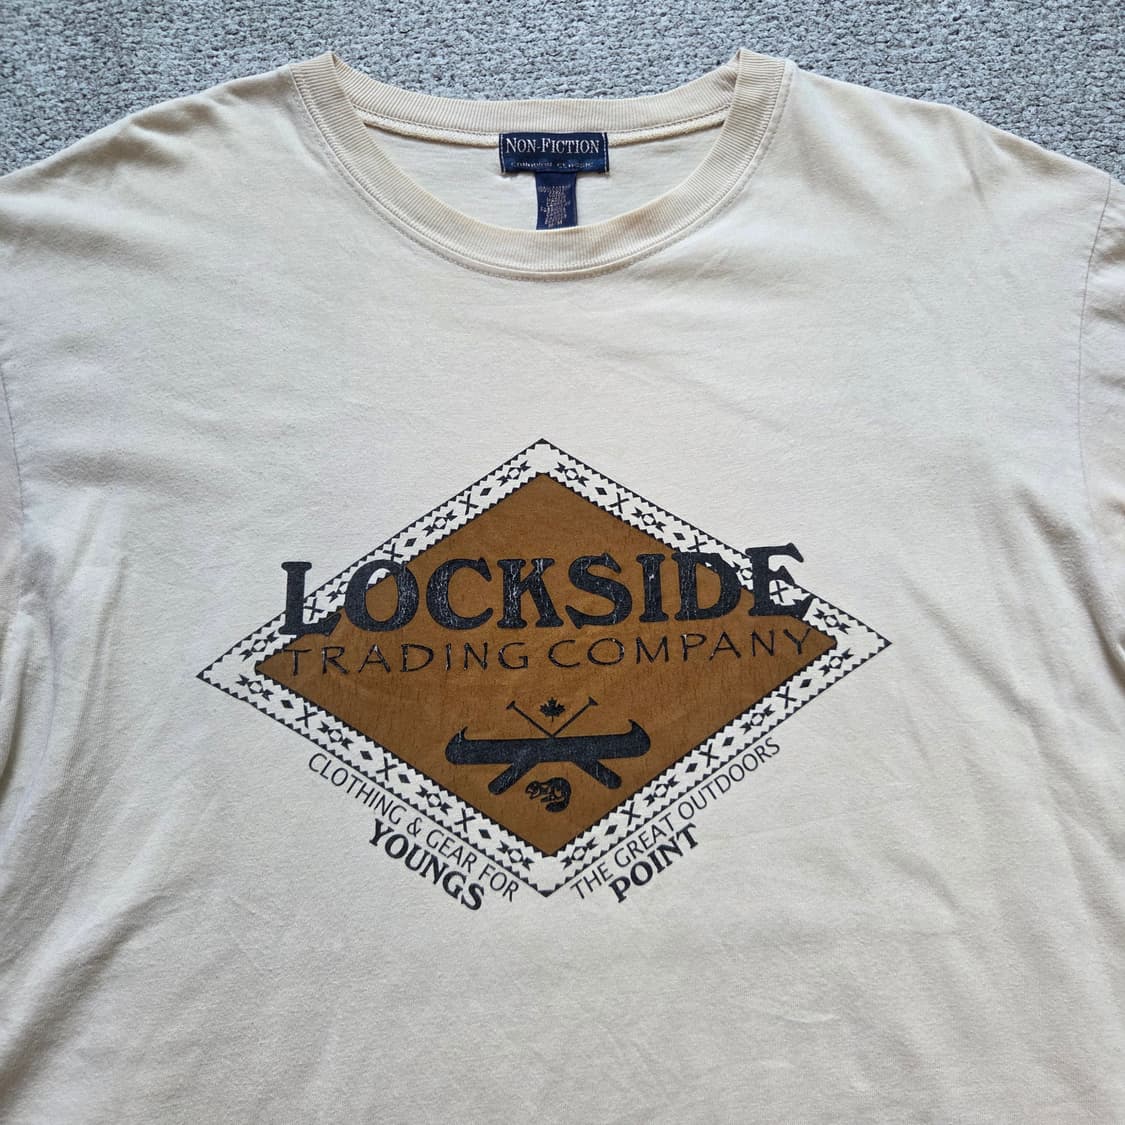 NON-FICTION
LOCKSIDE
TRADING COMPANY
CLOTHING & GEAR FOR THE GREAT OUTDOORS
YOUNGS POINT